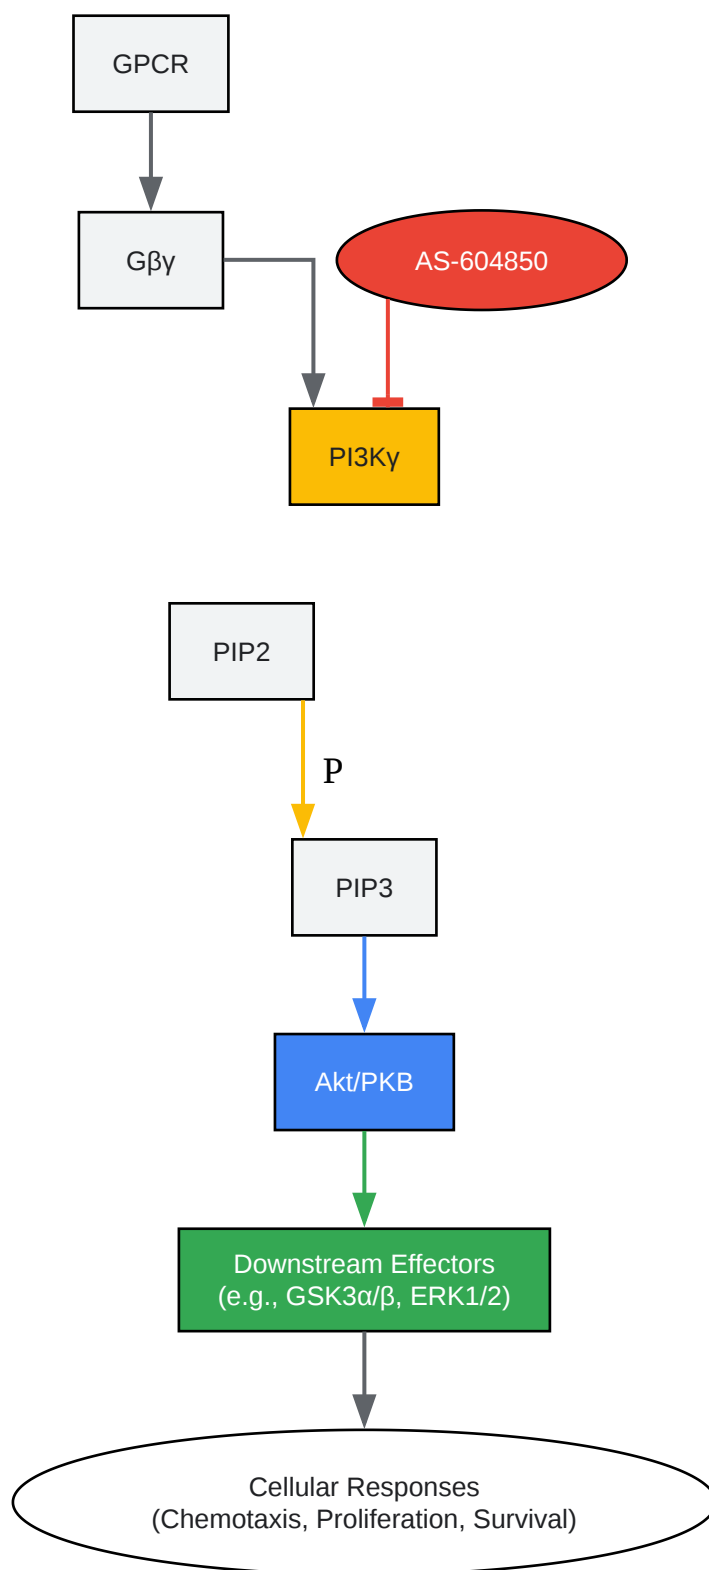 GPCR
Gβγ
AS-604850
PI3Kγ
PIP2
P
PIP3
Akt/PKB
Downstream Effectors
(e.g., GSK3α/β, ERK1/2)
Cellular Responses
(Chemotaxis, Proliferation, Survival)